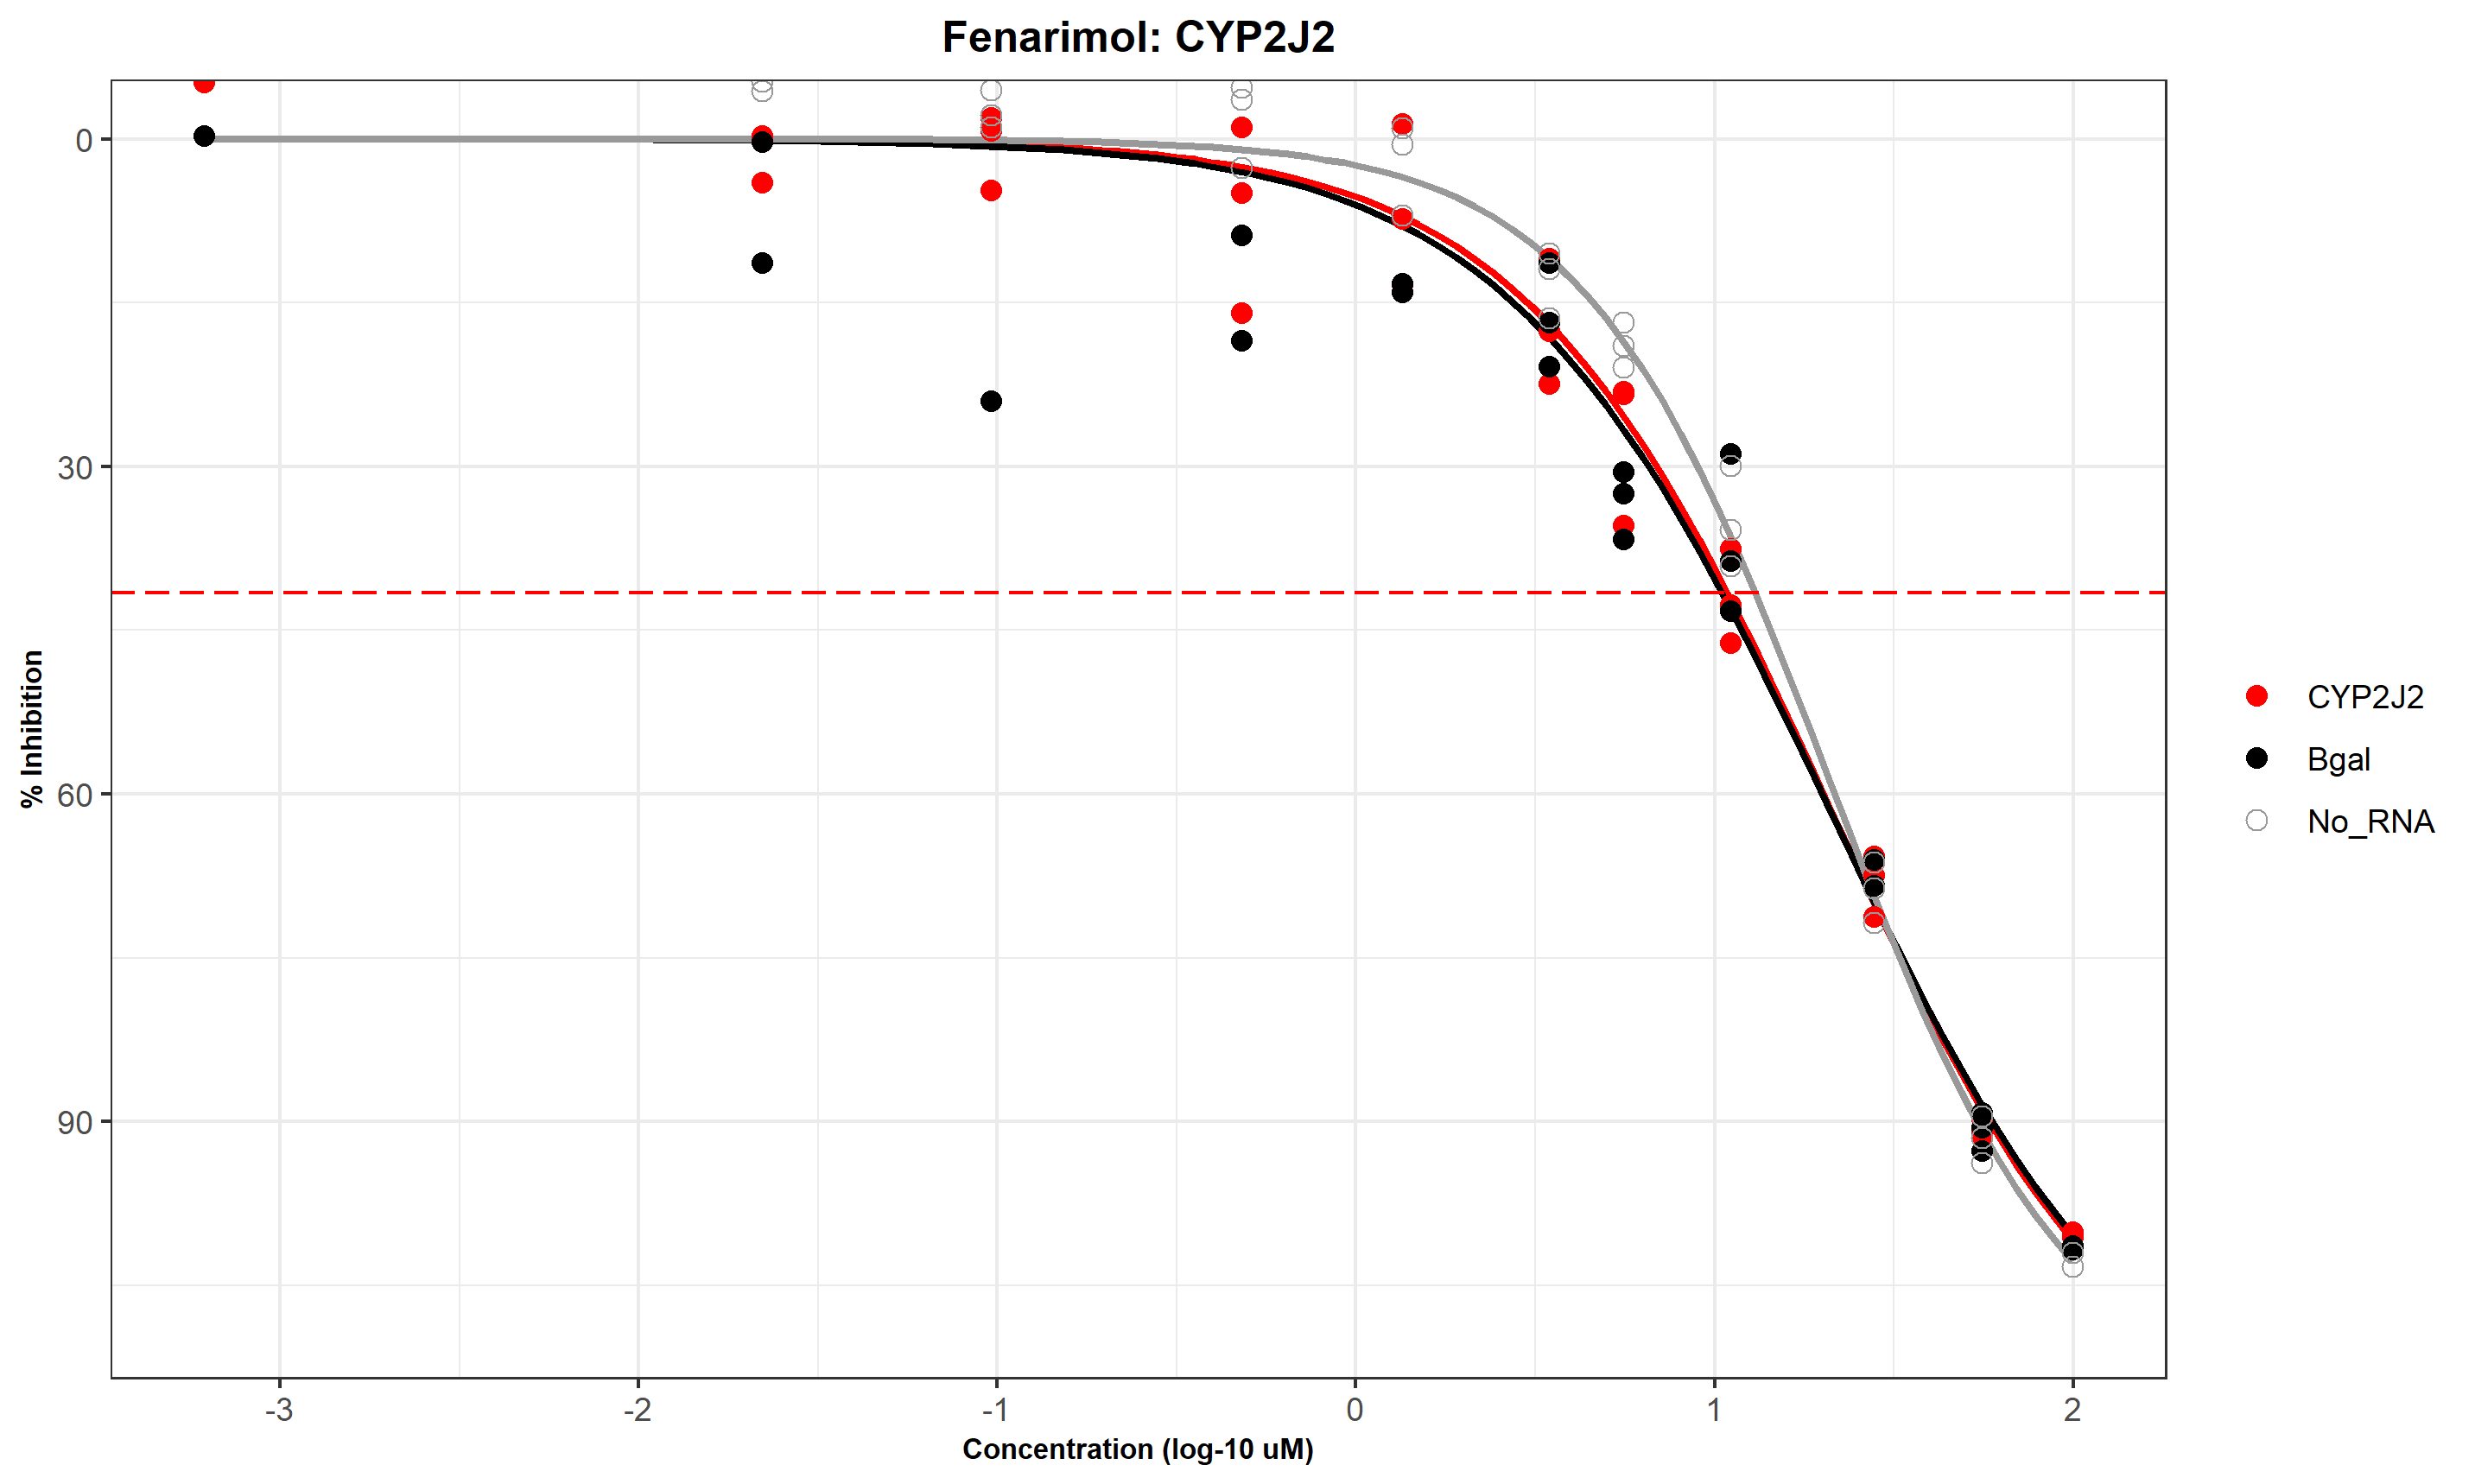 Fenarimol: CYP2J2
% Inhibition
0
30
60
90
-3
-2
-1
0
1
2
Concentration (log-10 uM)
CYP2J2
Bgal
No_RNA